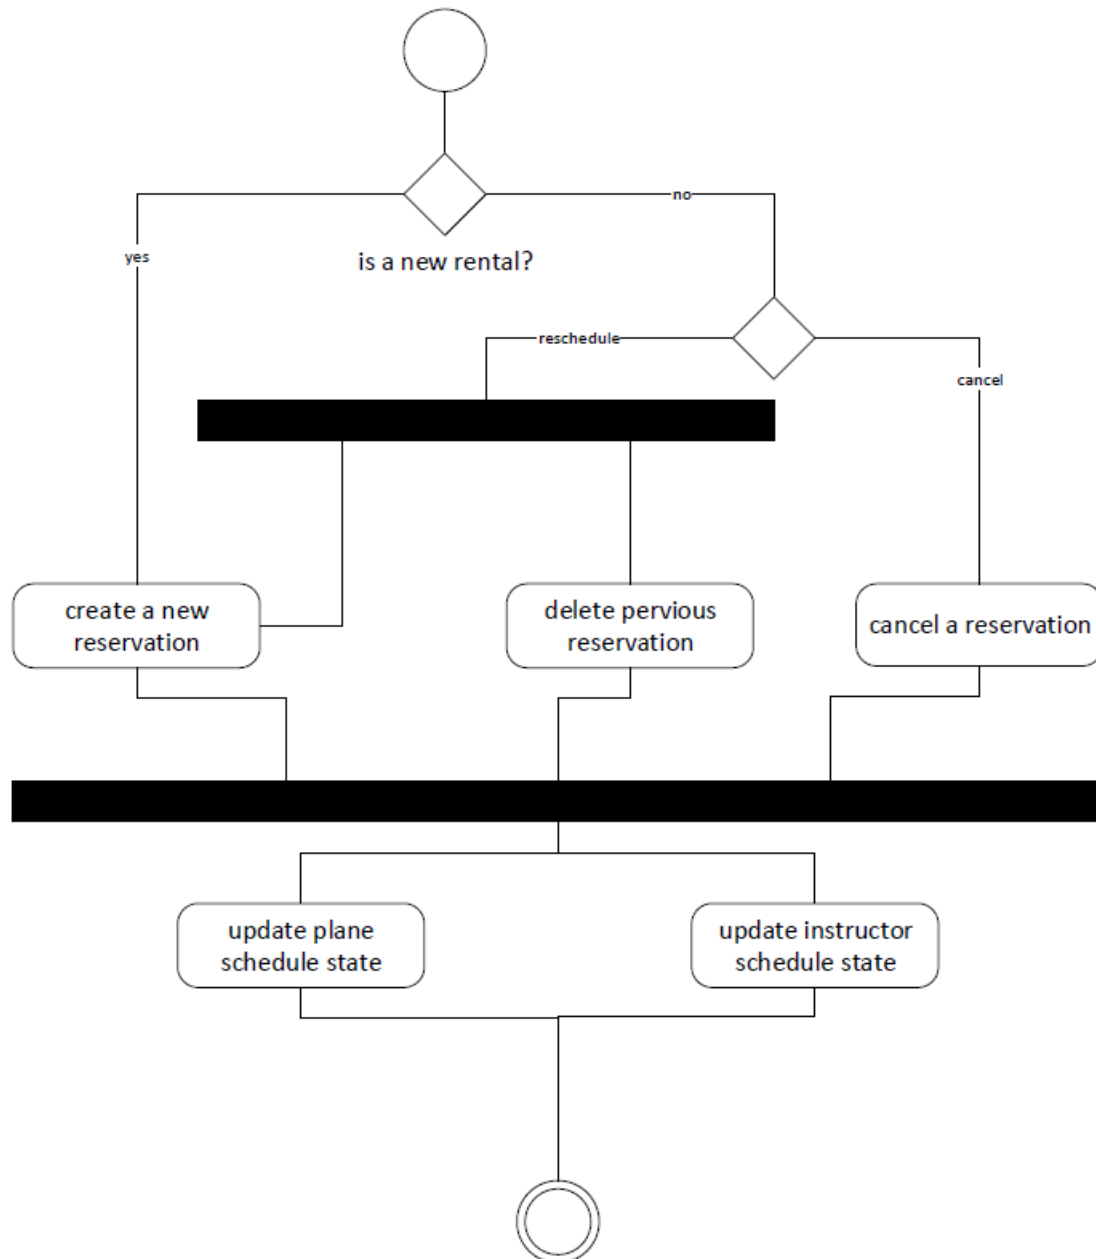 no
yes
is a new rental?
reschedule
cancel
create a new
reservation
delete pervious
reservation
cancel a reservation
update plane
schedule state
update instructor
schedule state